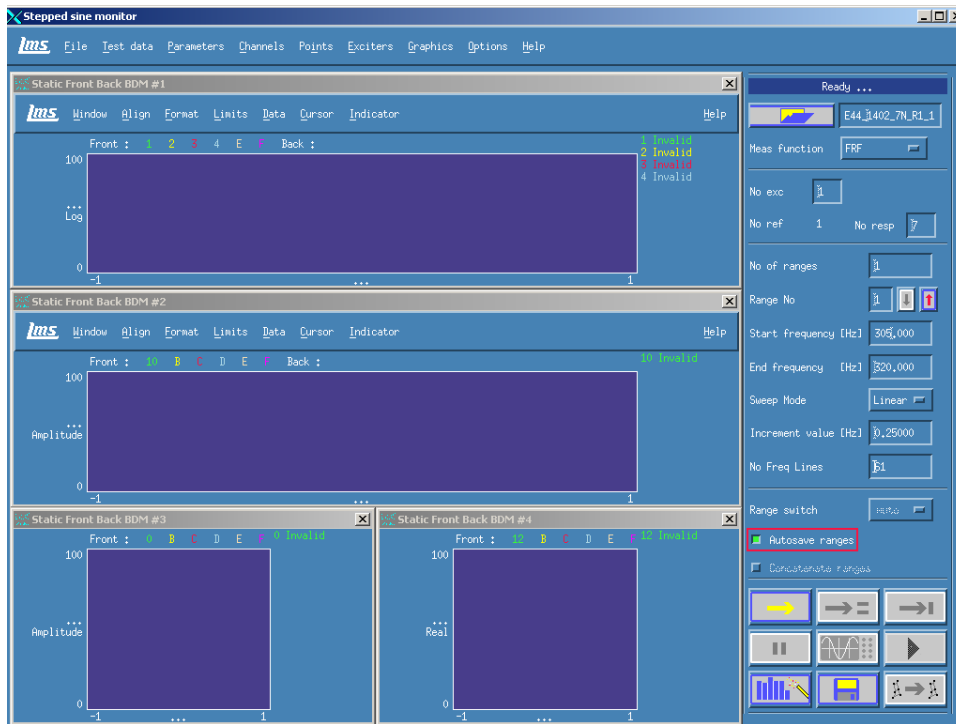 Stepped sine monitor
lms File Test data Parameters Channels Points Exciters Graphics Options Help
Static Front Back BDM #1
lms Window Align Format Limits Data Cursor Indicator Help
Front : 1 2 3 4 E F Back :
1 Invalid
2 Invalid
3 Invalid
4 Invalid
100
...
Log
0
-1 ... 1
Static Front Back BDM #2
lms Window Align Format Limits Data Cursor Indicator Help
Front : 10 B C D E F Back :
10 Invalid
100
...
Amplitude
0
-1 ... 1
Static Front Back BDM #3
Front : 0 B C D E F 0 Invalid
100
...
Amplitude
0
-1 ... 1
Static Front Back BDM #4
Front : 12 B C D E F 12 Invalid
100
...
Real
0
-1 ... 1
Ready ...
E44_1402_7N_R1_1
Meas function FRF
No exc 1
No ref 1 No resp 7
No of ranges 1
Range No 1
Start frequency [Hz] 305.000
End frequency [Hz] 320.000
Sweep Mode Linear
Increment value [Hz] 0.25000
No Freq Lines 61
Range switch
Autosave ranges
Concatenate ranges